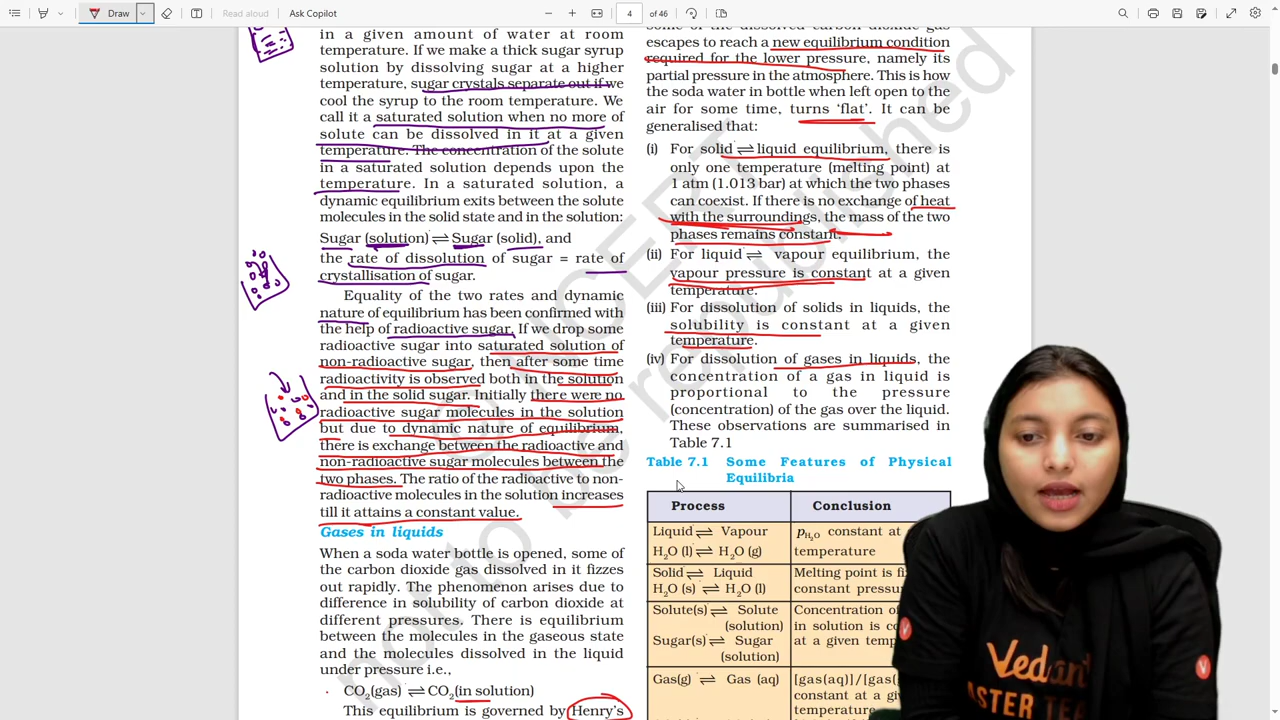 Draw
Read aloud
Ask Copilot
4
of 46
in a given amount of water at room
temperature. If we make a thick sugar syrup
solution by dissolving sugar at a higher
temperature, sugar crystals separate out if we
cool the syrup to the room temperature. We
call it a saturated solution when no more of
solute can be dissolved in it at a given
temperature. The concentration of the solute
in a saturated solution depends upon the
temperature. In a saturated solution, a
dynamic equilibrium exits between the solute
molecules in the solid state and in the solution:
Sugar (solution) ⇌ Sugar (solid), and
the rate of dissolution of sugar = rate of
crystallisation of sugar.
Equality of the two rates and dynamic
nature of equilibrium has been confirmed with
the help of radioactive sugar. If we drop some
radioactive sugar into saturated solution of
non-radioactive sugar, then after some time
radioactivity is observed both in the solution
and in the solid sugar. Initially there were no
radioactive sugar molecules in the solution
but due to dynamic nature of equilibrium,
there is exchange between the radioactive and
non-radioactive sugar molecules between the
two phases. The ratio of the radioactive to non-
radioactive molecules in the solution increases
till it attains a constant value.
Gases in liquids
When a soda water bottle is opened, some of
the carbon dioxide gas dissolved in it fizzes
out rapidly. The phenomenon arises due to
difference in solubility of carbon dioxide at
different pressures. There is equilibrium
between the molecules in the gaseous state
and the molecules dissolved in the liquid
under pressure i.e.,
CO₂(gas) ⇌ CO₂(in solution)
This equilibrium is governed by Henry's
escapes to reach a new equilibrium condition
required for the lower pressure, namely its
partial pressure in the atmosphere. This is how
the soda water in bottle when left open to the
air for some time, turns ‘flat’. It can be
generalised that:
(i) For solid ⇌ liquid equilibrium, there is
only one temperature (melting point) at
1 atm (1.013 bar) at which the two phases
can coexist. If there is no exchange of heat
with the surroundings, the mass of the two
phases remains constant.
(ii) For liquid ⇌ vapour equilibrium, the
vapour pressure is constant at a given
temperature.
(iii) For dissolution of solids in liquids, the
solubility is constant at a given
temperature.
(iv) For dissolution of gases in liquids, the
concentration of a gas in liquid is
proportional to the pressure
(concentration) of the gas over the liquid.
These observations are summarised in
Table 7.1
Table 7.1 Some Features of Physical
Equilibria
Process Conclusion
Liquid ⇌ Vapour
H₂O (l) ⇌ H₂O (g)
p H₂O constant at
temperature
Solid ⇌ Liquid
H₂O (s) ⇌ H₂O (l)
Melting point is
constant
Solute(s) ⇌ Solute
(solution)
Sugar(s) ⇌ Sugar
(solution)
Concentration of
in solution is
at a given
Gas(g) ⇌ Gas (aq)
[gas(aq)]/[gas(
constant at a
temperature
© NCERT
not to be republished